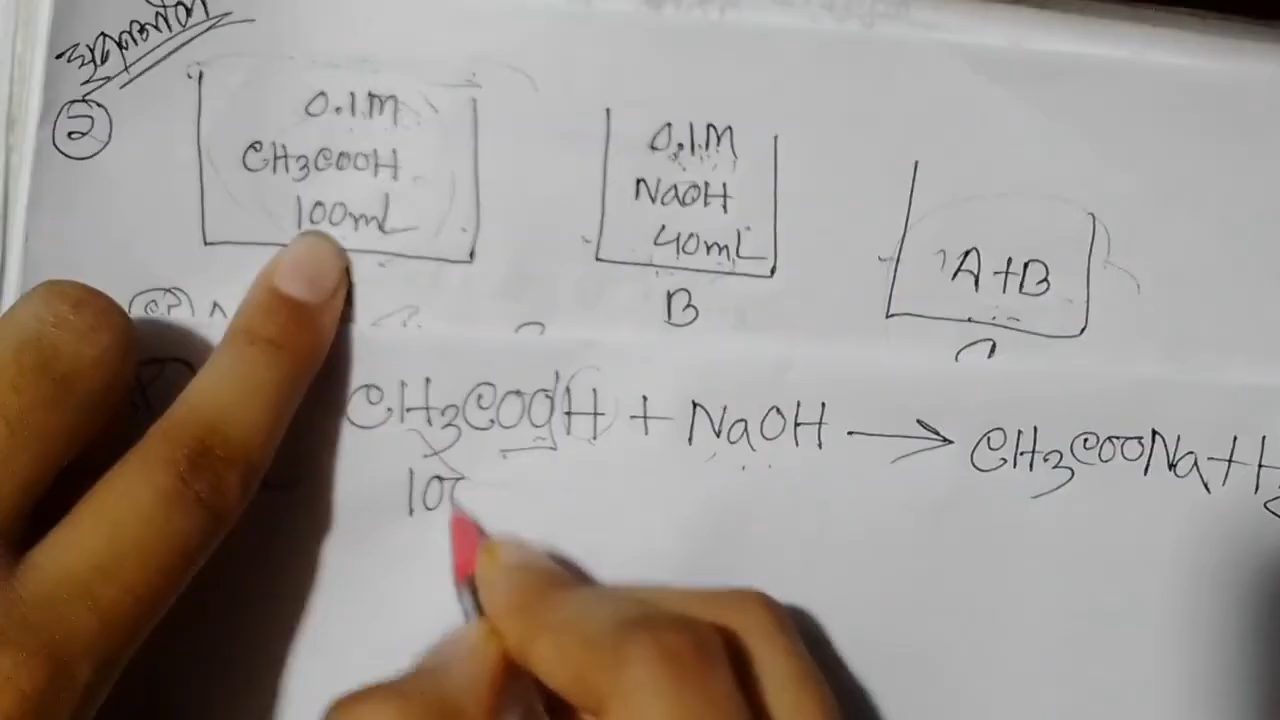 2
0.1M
CH3COOH
100mL
0.1M
NaOH
40mL
B
A+B
CH3COOH + NaOH → CH3COONa + H
10